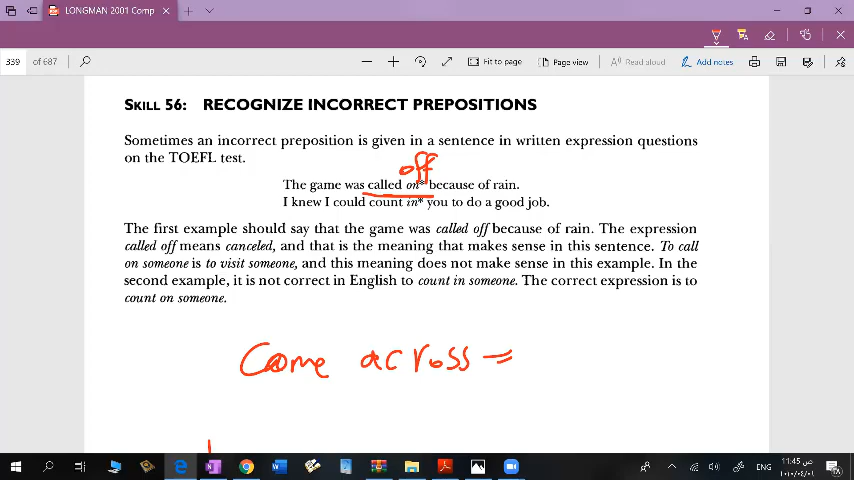 LONGMAN 2001 Comp
339 of 687
Fit to page
Page view
Read aloud
Add notes
SKILL 56: RECOGNIZE INCORRECT PREPOSITIONS
Sometimes an incorrect preposition is given in a sentence in written expression questions
on the TOEFL test.
off
The game was called on* because of rain.
I knew I could count in* you to do a good job.
The first example should say that the game was called off because of rain. The expression
called off means canceled, and that is the meaning that makes sense in this sentence. To call
on someone is to visit someone, and this meaning does not make sense in this example. In the
second example, it is not correct in English to count in someone. The correct expression is to
count on someone.
Come across =
ENG
11:45 ص